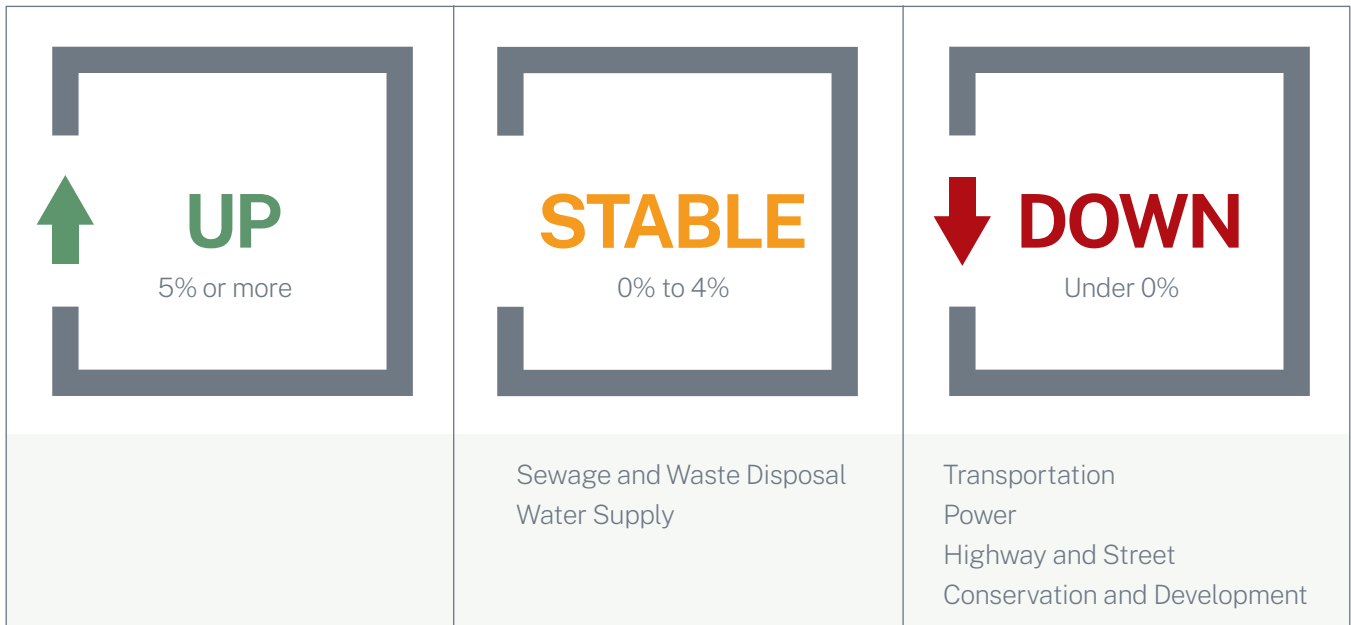 UP
5% or more
STABLE
0% to 4%
Sewage and Waste Disposal
Water Supply
DOWN
Under 0%
Transportation
Power
Highway and Street
Conservation and Development